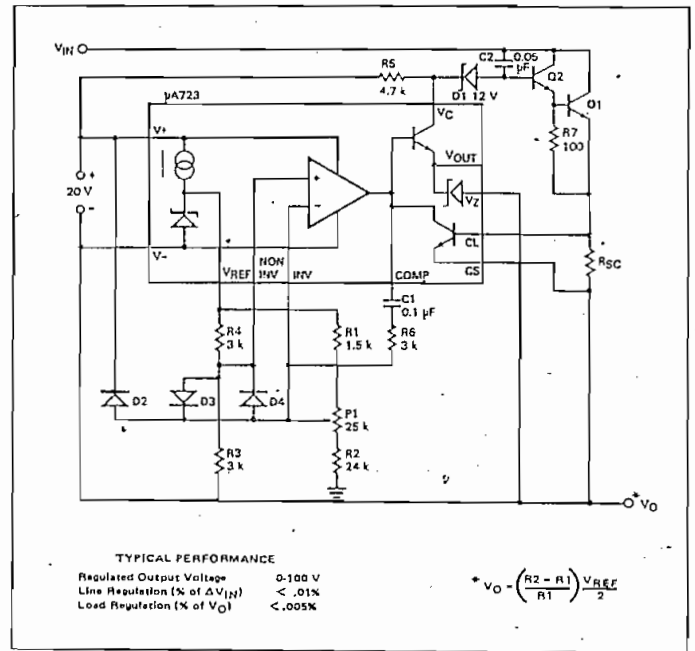 VIN
C2 0.05 µF
Q2
R5 4.7 k
D1 12 V
Q1
µA723
VC
R7 100
V+
VOUT
+
+
20 V
-
-
VZ
CL
V-
RSC
VREF
NON INV
INV
COMP
CS
C1 0.1 µF
R4 3 k
R1 1.5 k
R6 3 k
D2
D3
D4
P1 25 k
R3 3 k
R2 24 k
* VO
TYPICAL PERFORMANCE
Regulated Output Voltage 0-100 V
Line Regulation (% of ΔVIN) < .01%
Load Regulation (% of VO) < .005%
* VO - (R2 - R1 / R1) VREF / 2